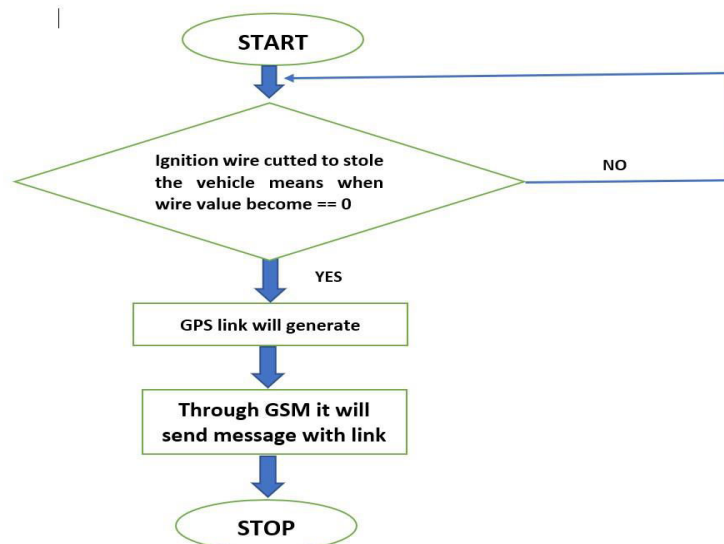 START
Ignition wire cutted to stole
the vehicle means when
wire value become == 0
NO
YES
GPS link will generate
Through GSM it will
send message with link
STOP